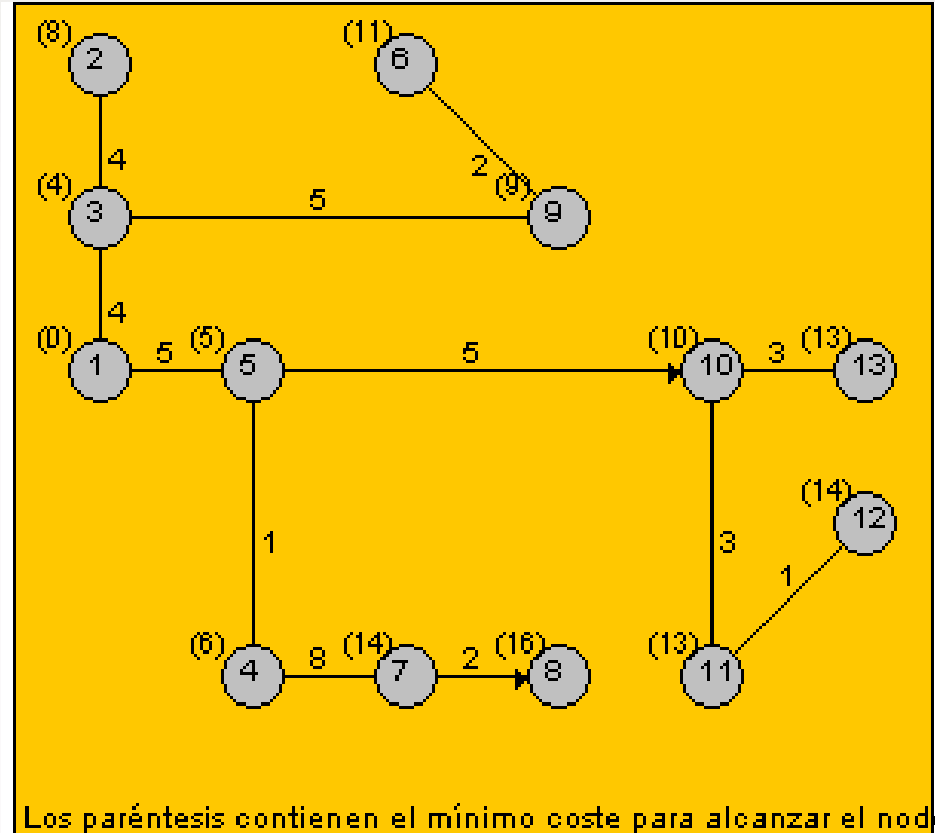 (8) (11)
2 6
4 2
(4) (9)
3 5 9
4
(0) (5) (10) (13)
1 5 5 5 10 3 13
(14)
12
1 3 1
(6) (14) (16) (13)
4 8 7 2 8 11
Los paréntesis contienen el mínimo coste para alcanzar el nod